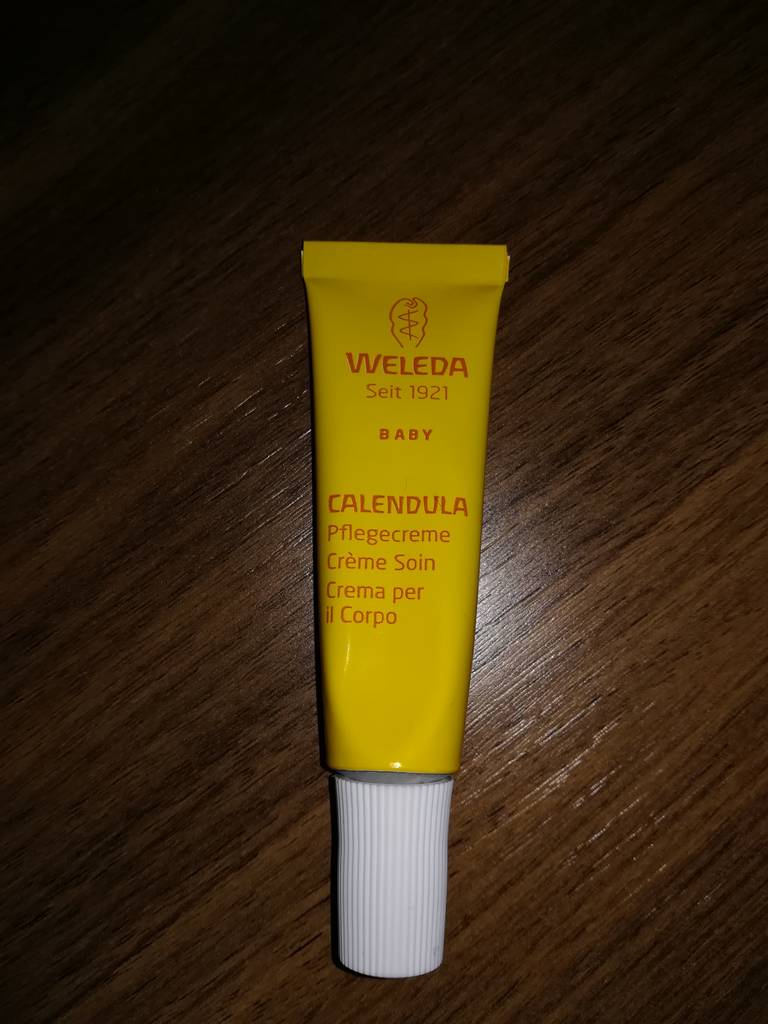 WELEDA
Seit 1921
BABY
CALENDULA
Pflegecreme
Crème Soin
Crema per
il Corpo